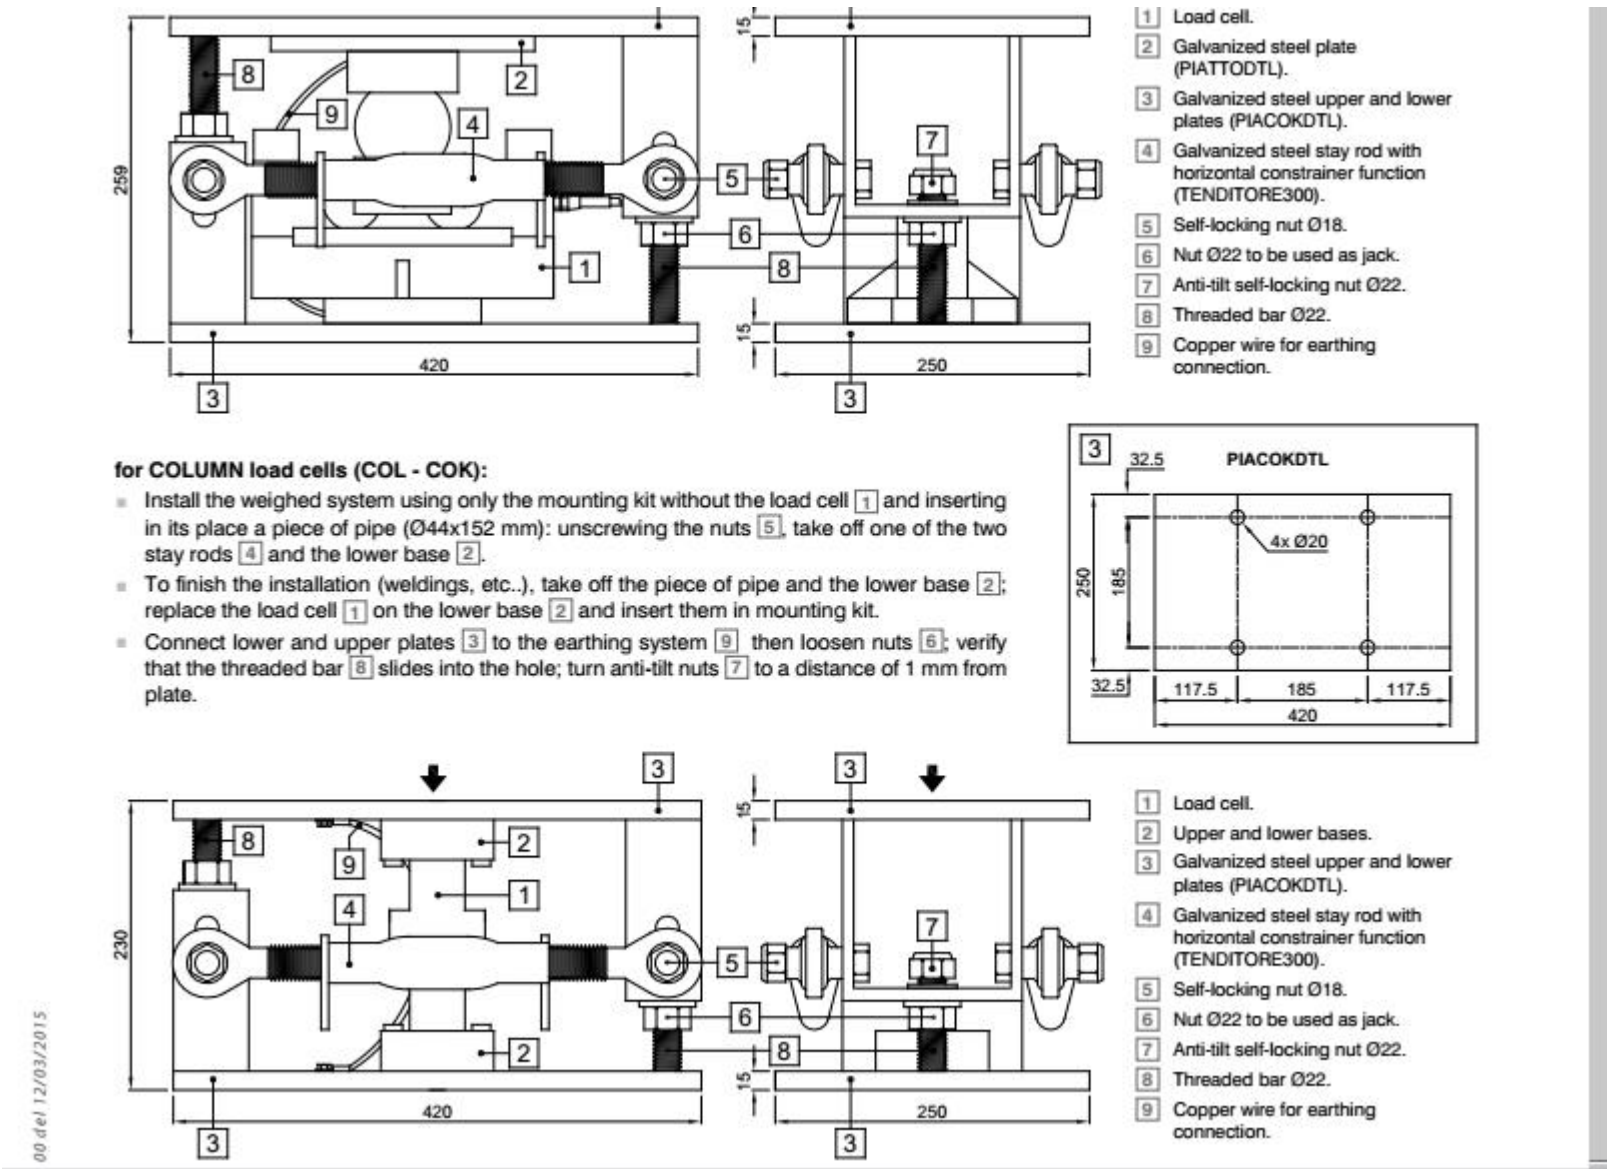 15
1 Load cell.
2 Galvanized steel plate
(PIATTODTL).
3 Galvanized steel upper and lower
plates (PIACOKDTL).
4 Galvanized steel stay rod with
horizontal constrainer function
(TENDITORE300).
5 Self-locking nut Ø18.
6 Nut Ø22 to be used as jack.
7 Anti-tilt self-locking nut Ø22.
8 Threaded bar Ø22.
9 Copper wire for earthing
connection.
8
2
9
4
7
259
5
6
1
8
15
420
250
3
3
for COLUMN load cells (COL - COK):
Install the weighed system using only the mounting kit without the load cell 1 and inserting
in its place a piece of pipe (Ø44x152 mm): unscrewing the nuts 5, take off one of the two
stay rods 4 and the lower base 2.
To finish the installation (weldings, etc..), take off the piece of pipe and the lower base 2;
replace the load cell 1 on the lower base 2 and insert them in mounting kit.
Connect lower and upper plates 3 to the earthing system 9 then loosen nuts 6; verify
that the threaded bar 8 slides into the hole; turn anti-tilt nuts 7 to a distance of 1 mm from
plate.
3
PIACOKDTL
32.5
4x Ø20
250
185
32.5
117.5
185
117.5
420
3
3
15
8
2
9
1
4
7
230
5
6
2
8
15
420
250
3
3
1 Load cell.
2 Upper and lower bases.
3 Galvanized steel upper and lower
plates (PIACOKDTL).
4 Galvanized steel stay rod with
horizontal constrainer function
(TENDITORE300).
5 Self-locking nut Ø18.
6 Nut Ø22 to be used as jack.
7 Anti-tilt self-locking nut Ø22.
8 Threaded bar Ø22.
9 Copper wire for earthing
connection.
00 del 12/03/2015